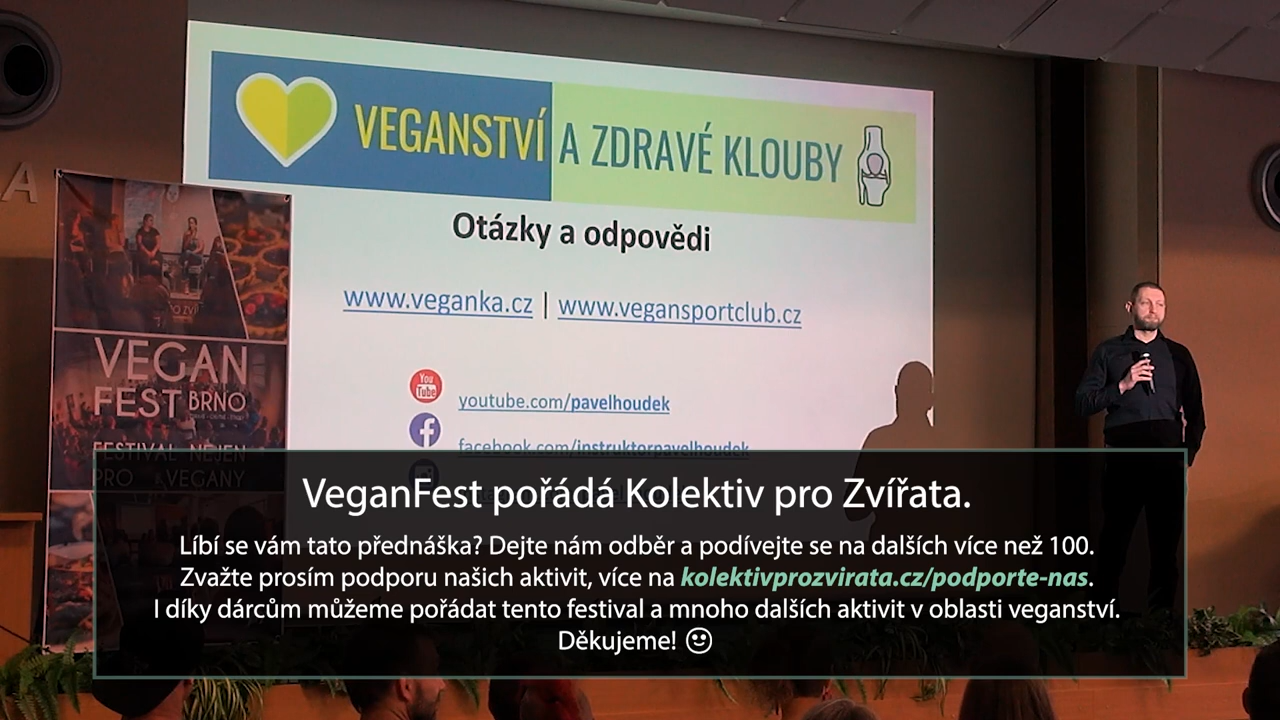 VEGANSTVÍ A ZDRAVÉ KLOUBY
Otázky a odpovědi
www.veganka.cz | www.vegansportclub.cz
You
Tube
youtube.com/pavelhoudek
facebook.com/instruktorpavelhoudek
A
VEGAN
FEST BRNO
FESTIVAL NEJEN
PRO VEGANY
VeganFest pořádá Kolektiv pro Zvířata.
Líbí se vám tato přednáška? Dejte nám odběr a podívejte se na dalších více než 100.
Zvažte prosím podporu našich aktivit, více na kolektivprozvirata.cz/podporte-nas.
I díky dárcům můžeme pořádat tento festival a mnoho dalších aktivit v oblasti veganství.
Děkujeme!